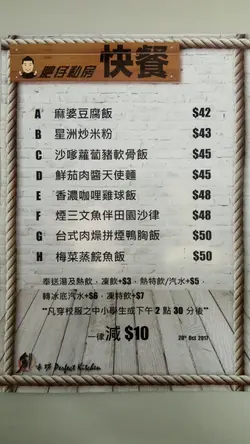 肥仔私房 快餐
A 麻婆豆腐飯 $42
B 星洲炒米粉 $43
C 沙嗲蘿蔔豬軟骨飯 $45
D 鮮茄肉醬天使麵 $45
E 香濃咖哩雞球飯 $48
F 煙三文魚伴田園沙律 $48
G 台式肉燥拼煙鴨胸飯 $50
H 梅菜蒸鯇魚飯 $50
奉送湯及熱飲，凍飲+$3，熱特飲/汽水+$5，
轉冰底汽水+$6，凍特飲+$7
"凡穿校服之中小學生或下午 2 點 30 分後"
一律減 $10
20th Oct 2017
Perfect Kitchen